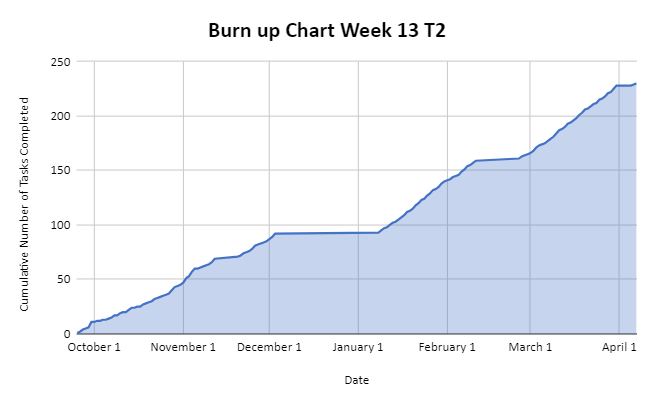 Burn up Chart Week 13 T2
Cumulative Number of Tasks Completed
250
200
150
100
50
0
October 1 November 1 December 1 January 1 February 1 March 1 April 1
Date